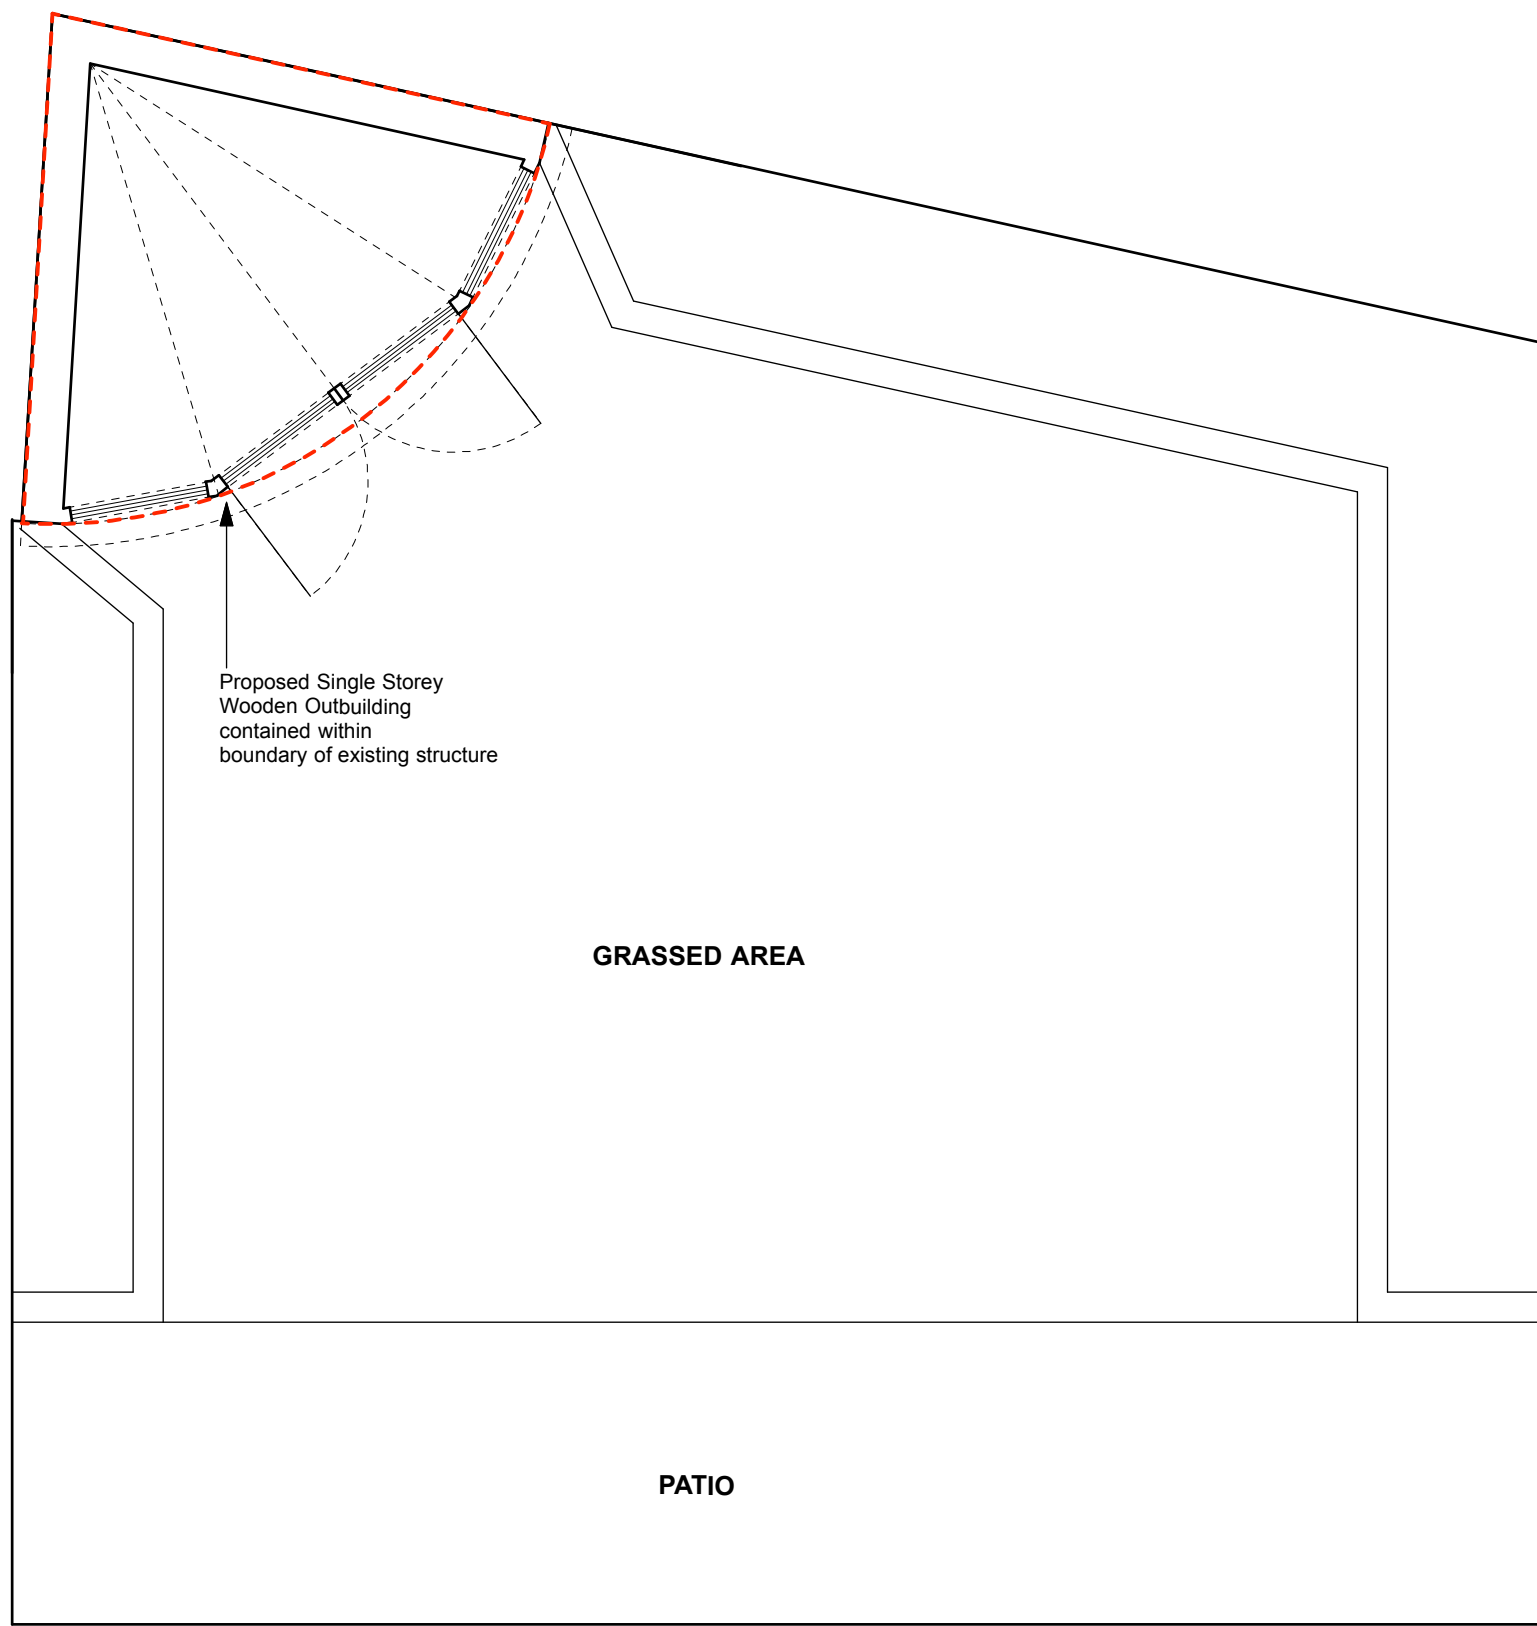 Proposed Single Storey
Wooden Outbuilding
contained within
boundary of existing structure
GRASSED AREA
PATIO